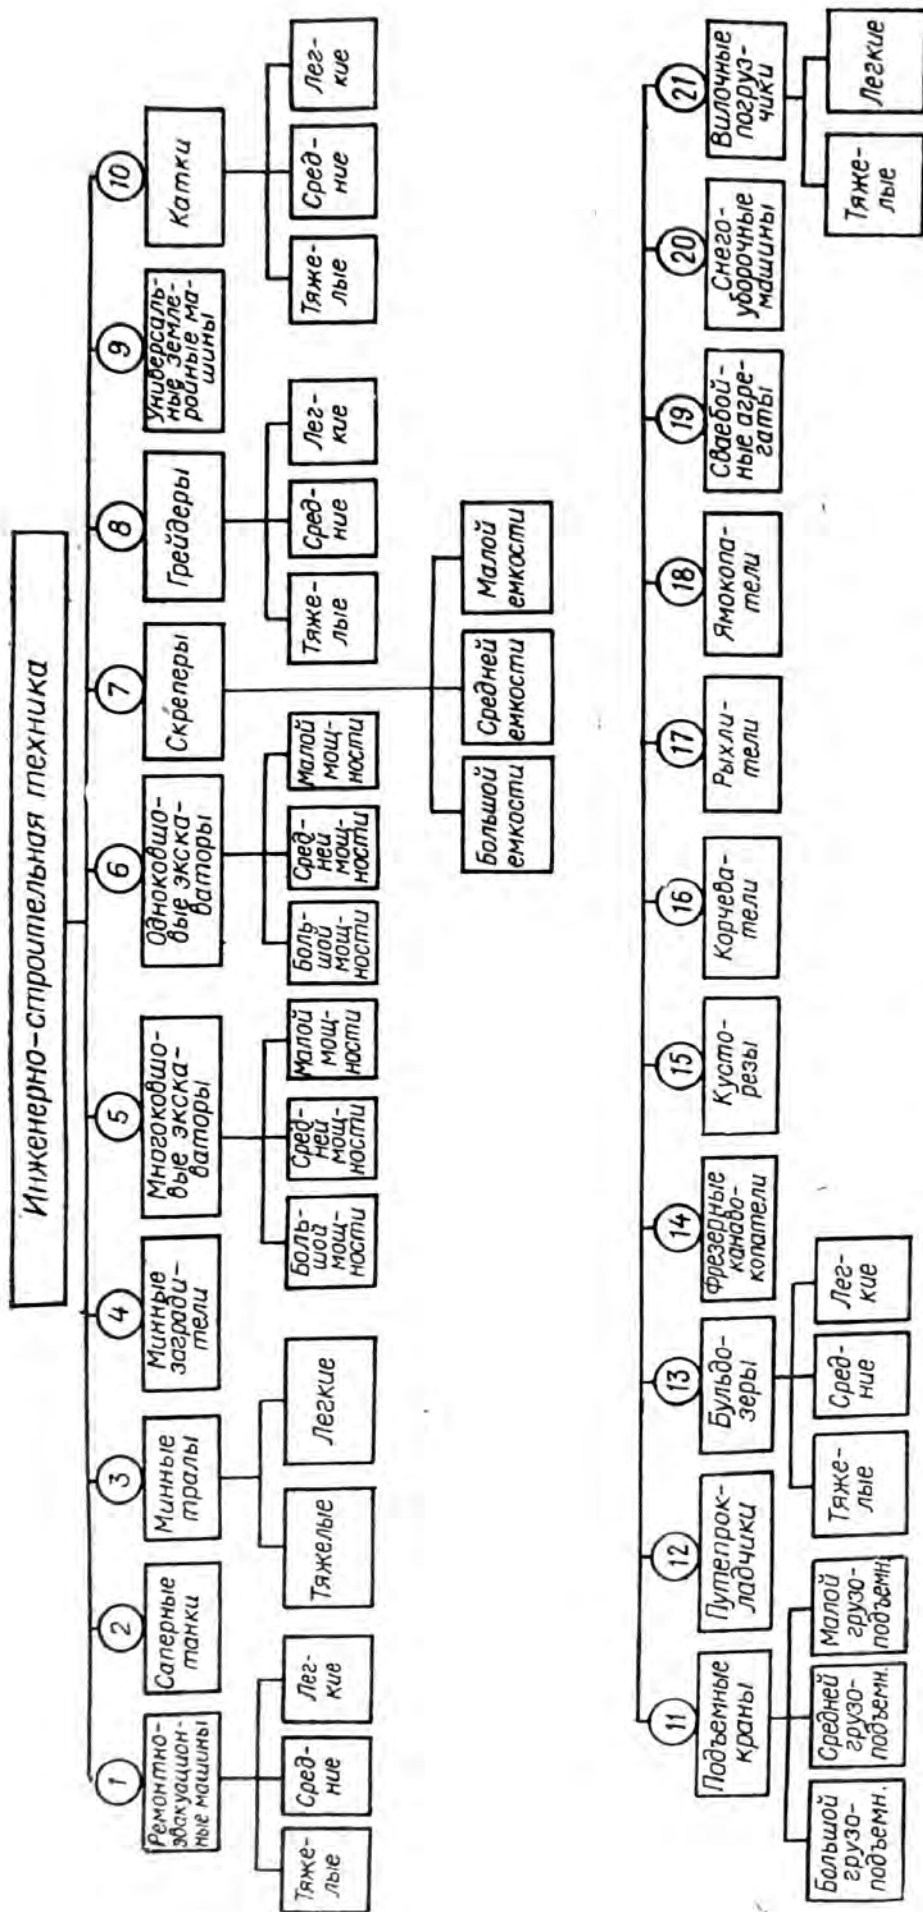 Инженерно-строительная техника
1
Ремонтно-
эвакуацион-
ные машины
Тяже-
лые
Сред-
ние
Лег-
кие
2
Саперные
танки
3
Минные
тралы
Тяжелые
Легкие
4
Минные
загради-
тели
5
Многоковшо-
вые экска-
ваторы
Боль-
шой
мощ-
ности
Сред-
ней
мощ-
ности
Малой
мощ-
ности
6
Одноковшо-
вые экска-
ваторы
Боль-
шой
мощ-
ности
Сред-
ней
мощ-
ности
Малой
мощ-
ности
7
Скреперы
Большой
емкости
Средней
емкости
Малой
емкости
8
Грейдеры
Тяже-
лые
Сред-
ние
Лег-
кие
9
Универсаль-
ные земле-
ройные ма-
шины
10
Катки
Тяже-
лые
Сред-
ние
Лег-
кие
11
Подъемные
краны
Большой
грузо-
подъемн.
Средней
грузо-
подъемн.
Малой
грузо-
подъемн.
12
Путепрок-
ладчики
13
Бульдо-
зеры
Тяже-
лые
Сред-
ние
Лег-
кие
14
Фрезерные
канаво-
копатели
15
Кусто-
резы
16
Корчева-
тели
17
Рыхли-
тели
18
Ямокопа-
тели
19
Сваебой-
ные агре-
гаты
20
Снего-
уборочные
машины
21
Вилочные
погруз-
чики
Тяже-
лые
Легкие